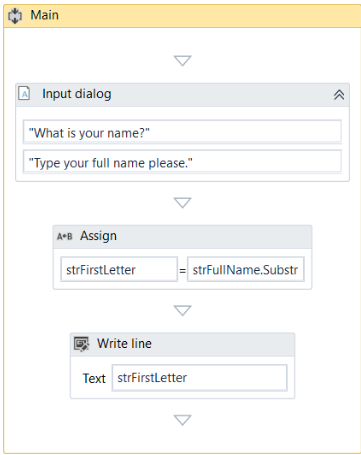 Main
Input dialog
"What is your name?"
"Type your full name please."
A+B Assign
strFirstLetter = strFullName.Substr
Write line
Text strFirstLetter